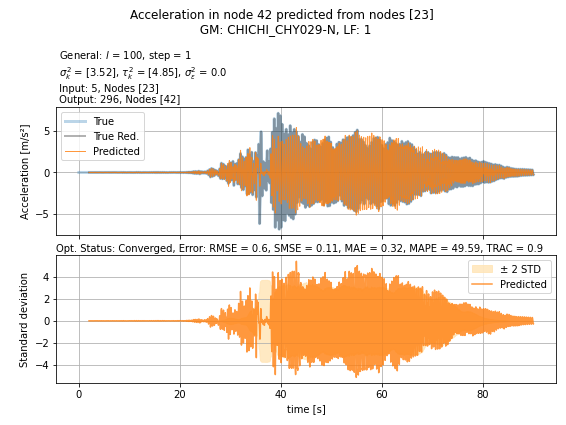 Acceleration in node 42 predicted from nodes [23]
GM: CHICHI_CHY029-N, LF: 1
General: l = 100, step = 1
σ²ₖ = [3.52], τ²ₖ = [4.85], σ²ε = 0.0
Input: 5, Nodes [23]
Output: 296, Nodes [42]
True
True Red.
Predicted
Acceleration [m/s²]
5
0
−5
Opt. Status: Converged, Error: RMSE = 0.6, SMSE = 0.11, MAE = 0.32, MAPE = 49.59, TRAC = 0.9
± 2 STD
Predicted
Standard deviation
4
2
0
−2
−4
0 20 40 60 80
time [s]